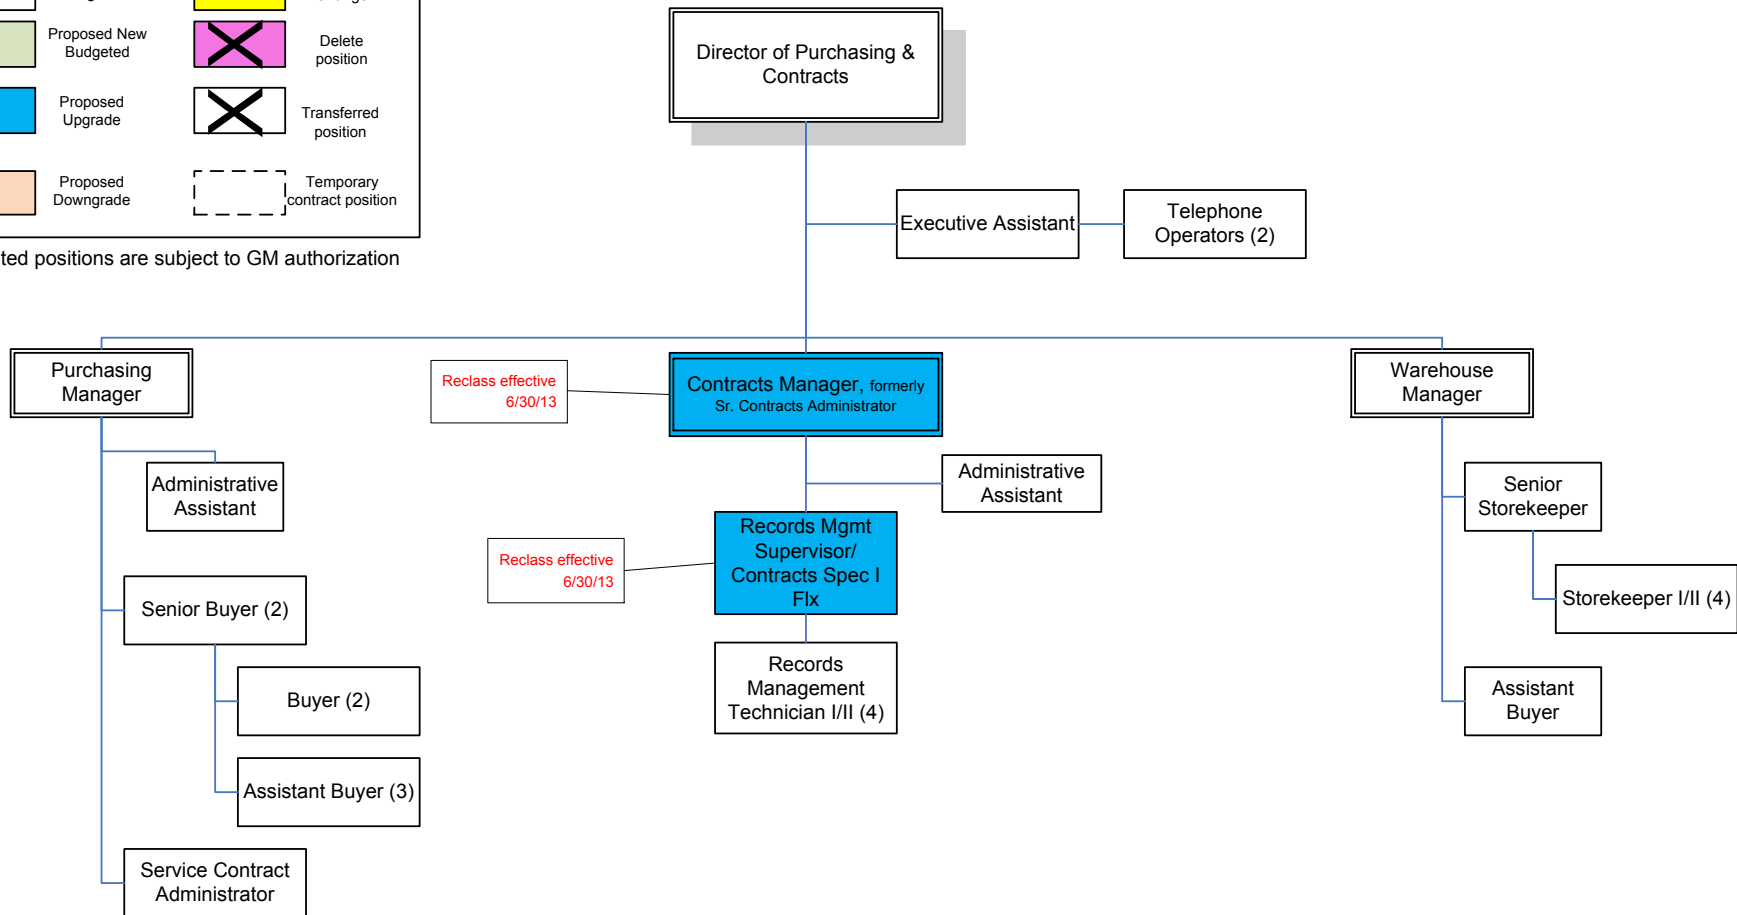 Proposed New
Budgeted
Delete
position
Proposed
Upgrade
Transferred
position
Proposed
Downgrade
Temporary
contract position
positions are subject to GM authorization
Director of Purchasing &
Contracts
Executive Assistant
Telephone
Operators (2)
Purchasing
Manager
Reclass effective
6/30/13
Contracts Manager, formerly
Sr. Contracts Administrator
Warehouse
Manager
Administrative
Assistant
Administrative
Assistant
Senior
Storekeeper
Reclass effective
6/30/13
Records Mgmt
Supervisor/
Contracts Spec I
Flx
Storekeeper I/II (4)
Senior Buyer (2)
Records
Management
Technician I/II (4)
Buyer (2)
Assistant
Buyer
Assistant Buyer (3)
Service Contract
Administrator